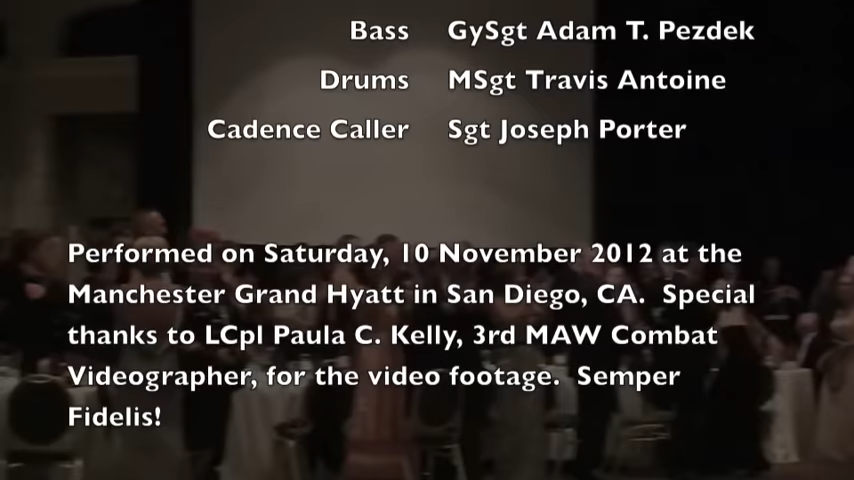 Bass GySgt Adam T. Pezdek
Drums MSgt Travis Antoine
Cadence Caller Sgt Joseph Porter
Performed on Saturday, 10 November 2012 at the
Manchester Grand Hyatt in San Diego, CA. Special
thanks to LCpl Paula C. Kelly, 3rd MAW Combat
Videographer, for the video footage. Semper
Fidelis!